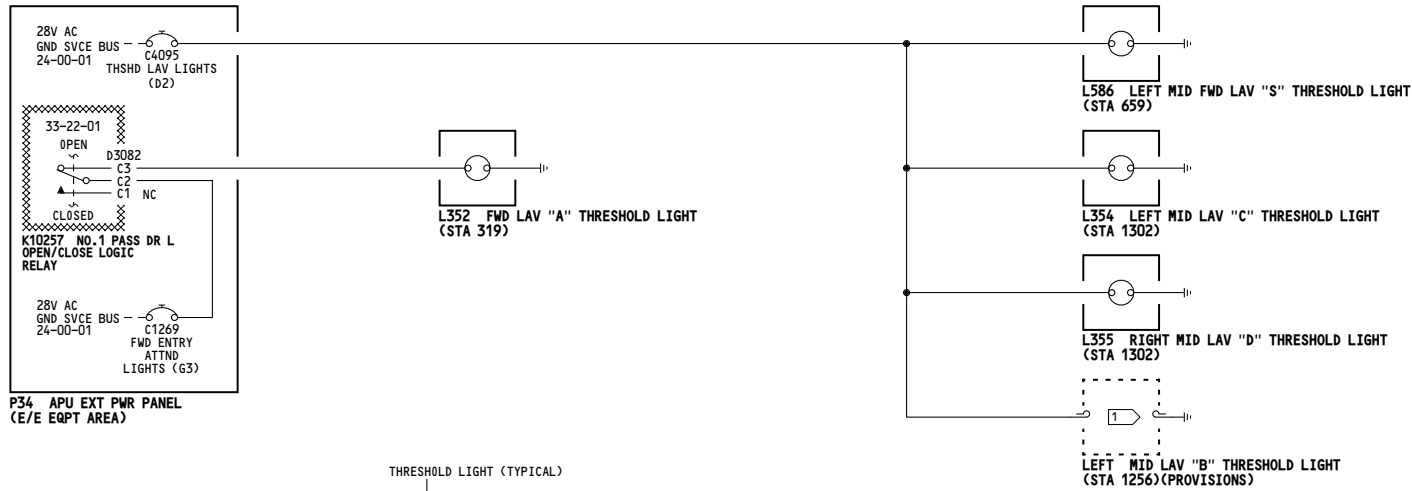 28V AC
GND SVCE BUS
24-00-01
C4095
THSHD LAV LIGHTS
(D2)
33-22-01
OPEN
D3082
C3
C2
C1 NC
CLOSED
K10257 NO.1 PASS DR L
OPEN/CLOSE LOGIC
RELAY
28V AC
GND SVCE BUS
24-00-01
C1269
FWD ENTRY
ATTND
LIGHTS (G3)
P34 APU EXT PWR PANEL
(E/E EQPT AREA)
L352 FWD LAV "A" THRESHOLD LIGHT
(STA 319)
L586 LEFT MID FWD LAV "S" THRESHOLD LIGHT
(STA 659)
L354 LEFT MID LAV "C" THRESHOLD LIGHT
(STA 1302)
L355 RIGHT MID LAV "D" THRESHOLD LIGHT
(STA 1302)
1
LEFT MID LAV "B" THRESHOLD LIGHT
(STA 1256)(PROVISIONS)
THRESHOLD LIGHT (TYPICAL)